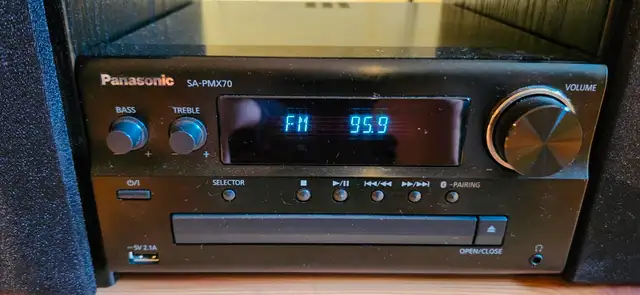 Panasonic SA-PMX70
VOLUME
BASS TREBLE
FM 95.9
- + - +
⏻/I SELECTOR ■ ▶/❚❚ |◀◀/◀◀ ▶▶/▶▶| -PAIRING
5V 2.1A
OPEN/CLOSE